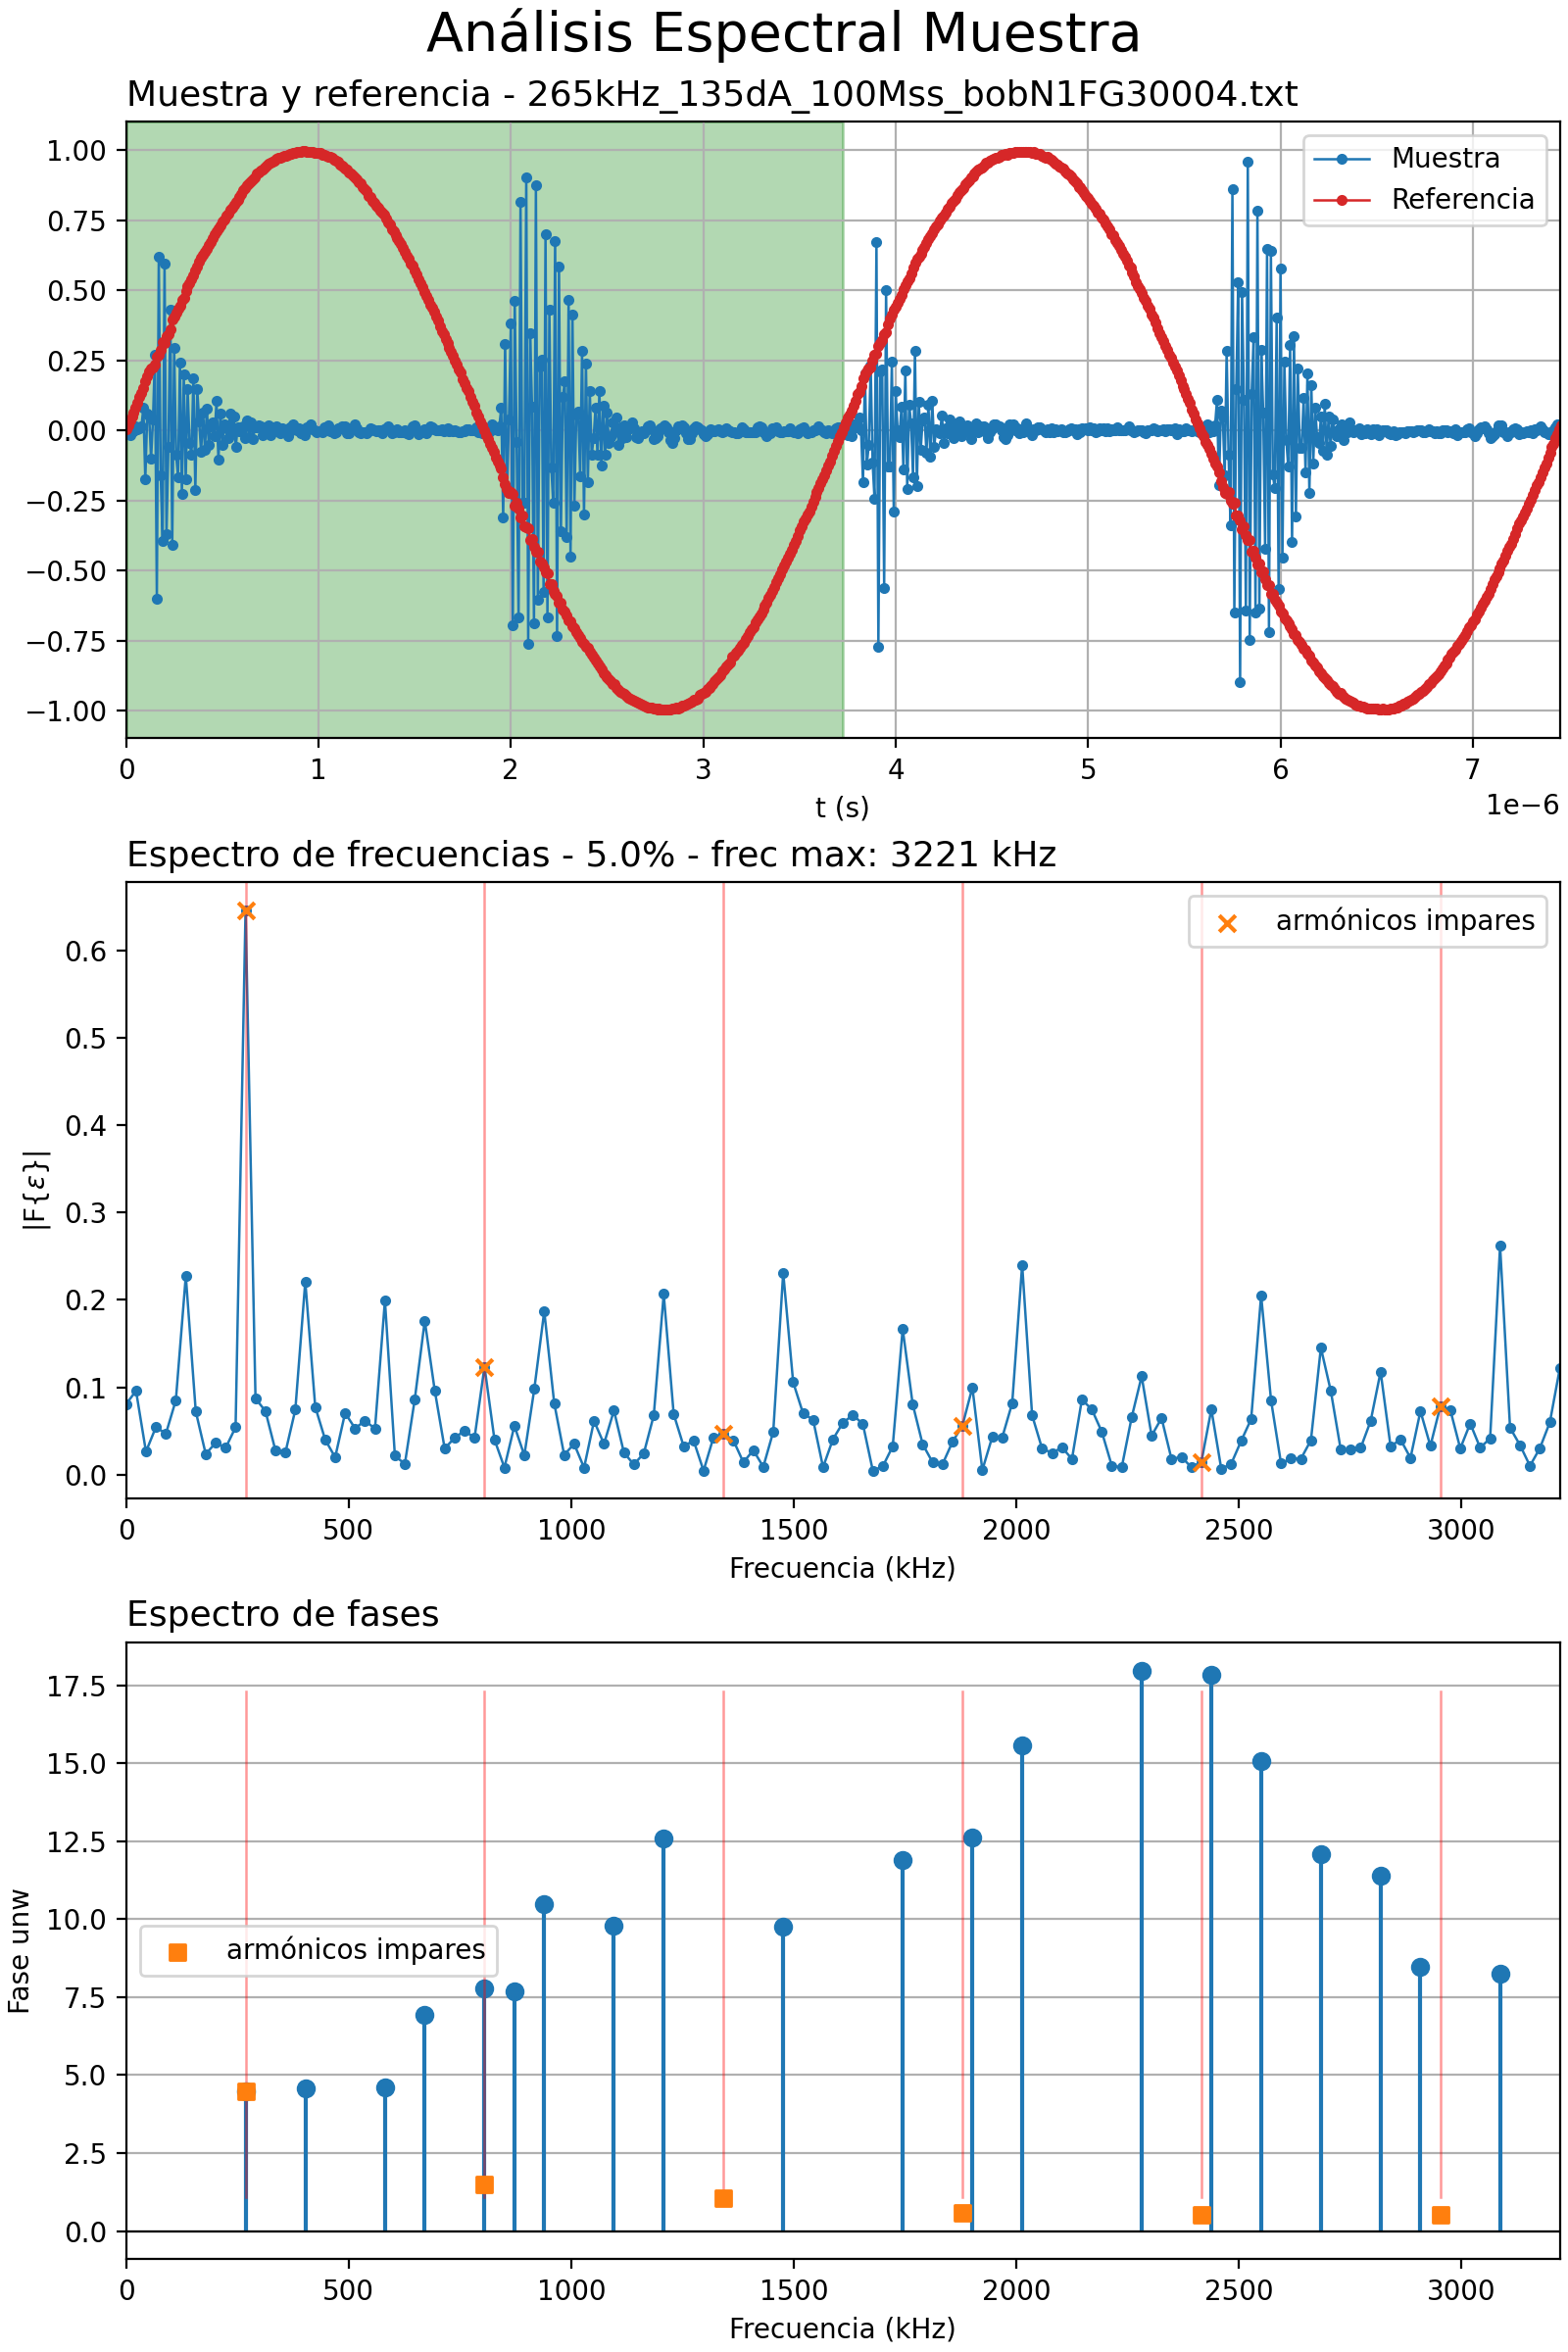 Análisis Espectral Muestra
Muestra y referencia - 265kHz_135dA_100Mss_bobN1FG30004.txt
1.00
0.75
0.50
0.25
0.00
−0.25
−0.50
−0.75
−1.00
Muestra
Referencia
0 1 2 3 4 5 6 7
t (s)
1e−6
Espectro de frecuencias - 5.0% - frec max: 3221 kHz
|F{ε}|
0.6
0.5
0.4
0.3
0.2
0.1
0.0
armónicos impares
0 500 1000 1500 2000 2500 3000
Frecuencia (kHz)
Espectro de fases
Fase unw
17.5
15.0
12.5
10.0
7.5
5.0
2.5
0.0
armónicos impares
0 500 1000 1500 2000 2500 3000
Frecuencia (kHz)